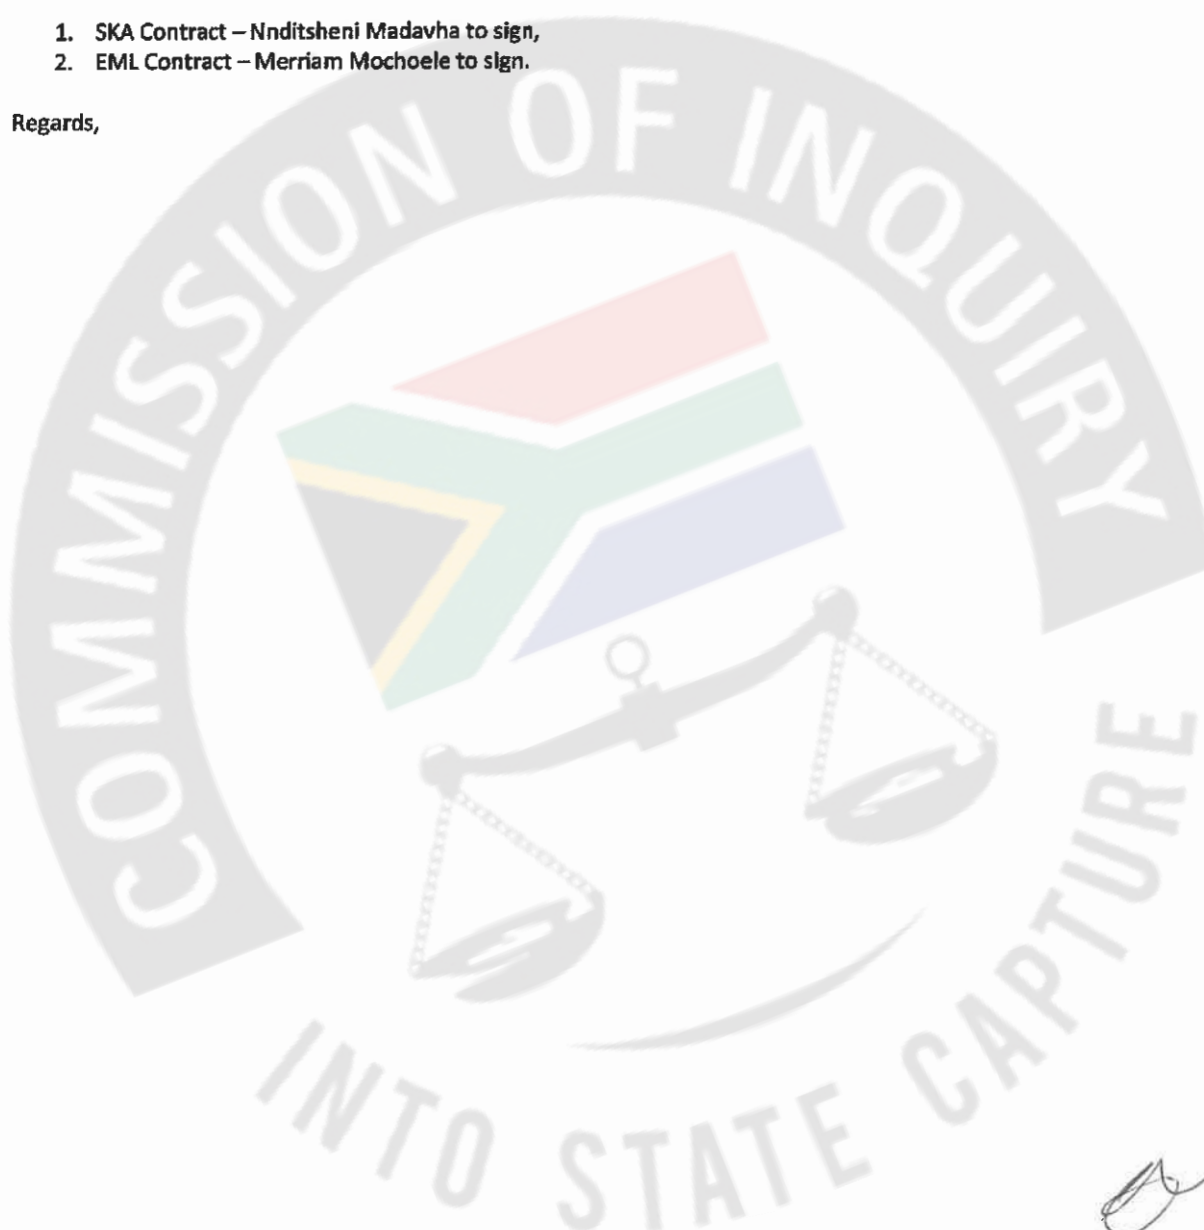 1. SKA Contract – Nnditsheni Madavha to sign,
2. EML Contract – Merriam Mochoele to sign.
Regards,
COMMISSION OF INQUIRY
INTO STATE CAPTURE